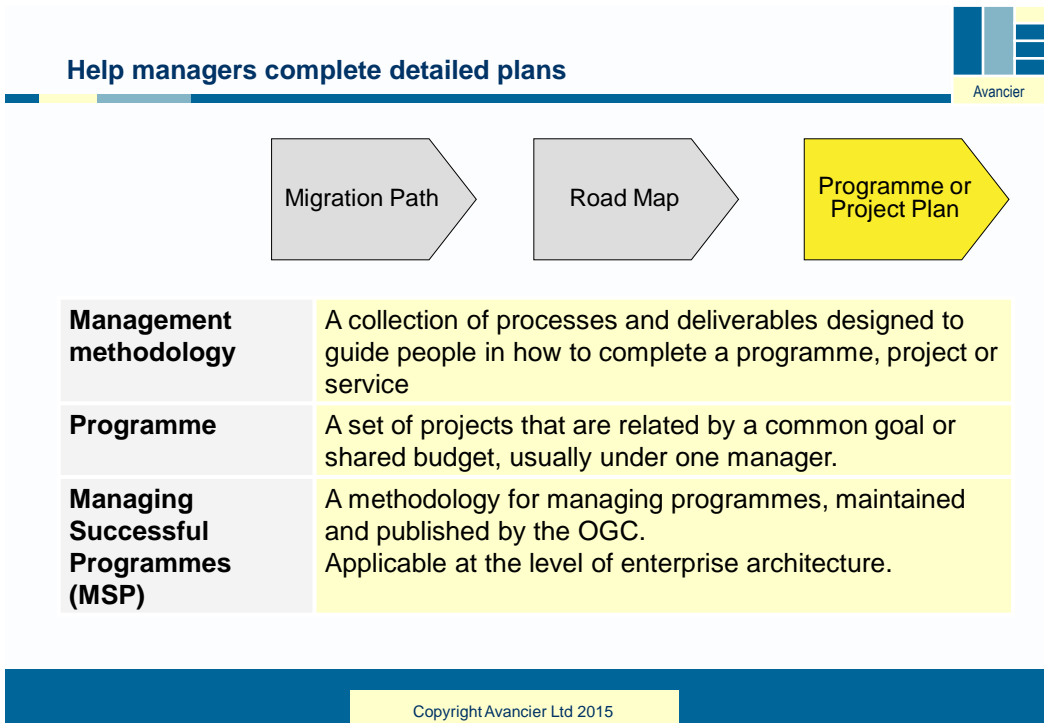 Help managers complete detailed plans
Avancier
Migration Path
Road Map
Programme or
Project Plan
Management
methodology
A collection of processes and deliverables designed to
guide people in how to complete a programme, project or
service
Programme
A set of projects that are related by a common goal or
shared budget, usually under one manager.
Managing
Successful
Programmes
(MSP)
A methodology for managing programmes, maintained
and published by the OGC.
Applicable at the level of enterprise architecture.
Copyright Avancier Ltd 2015